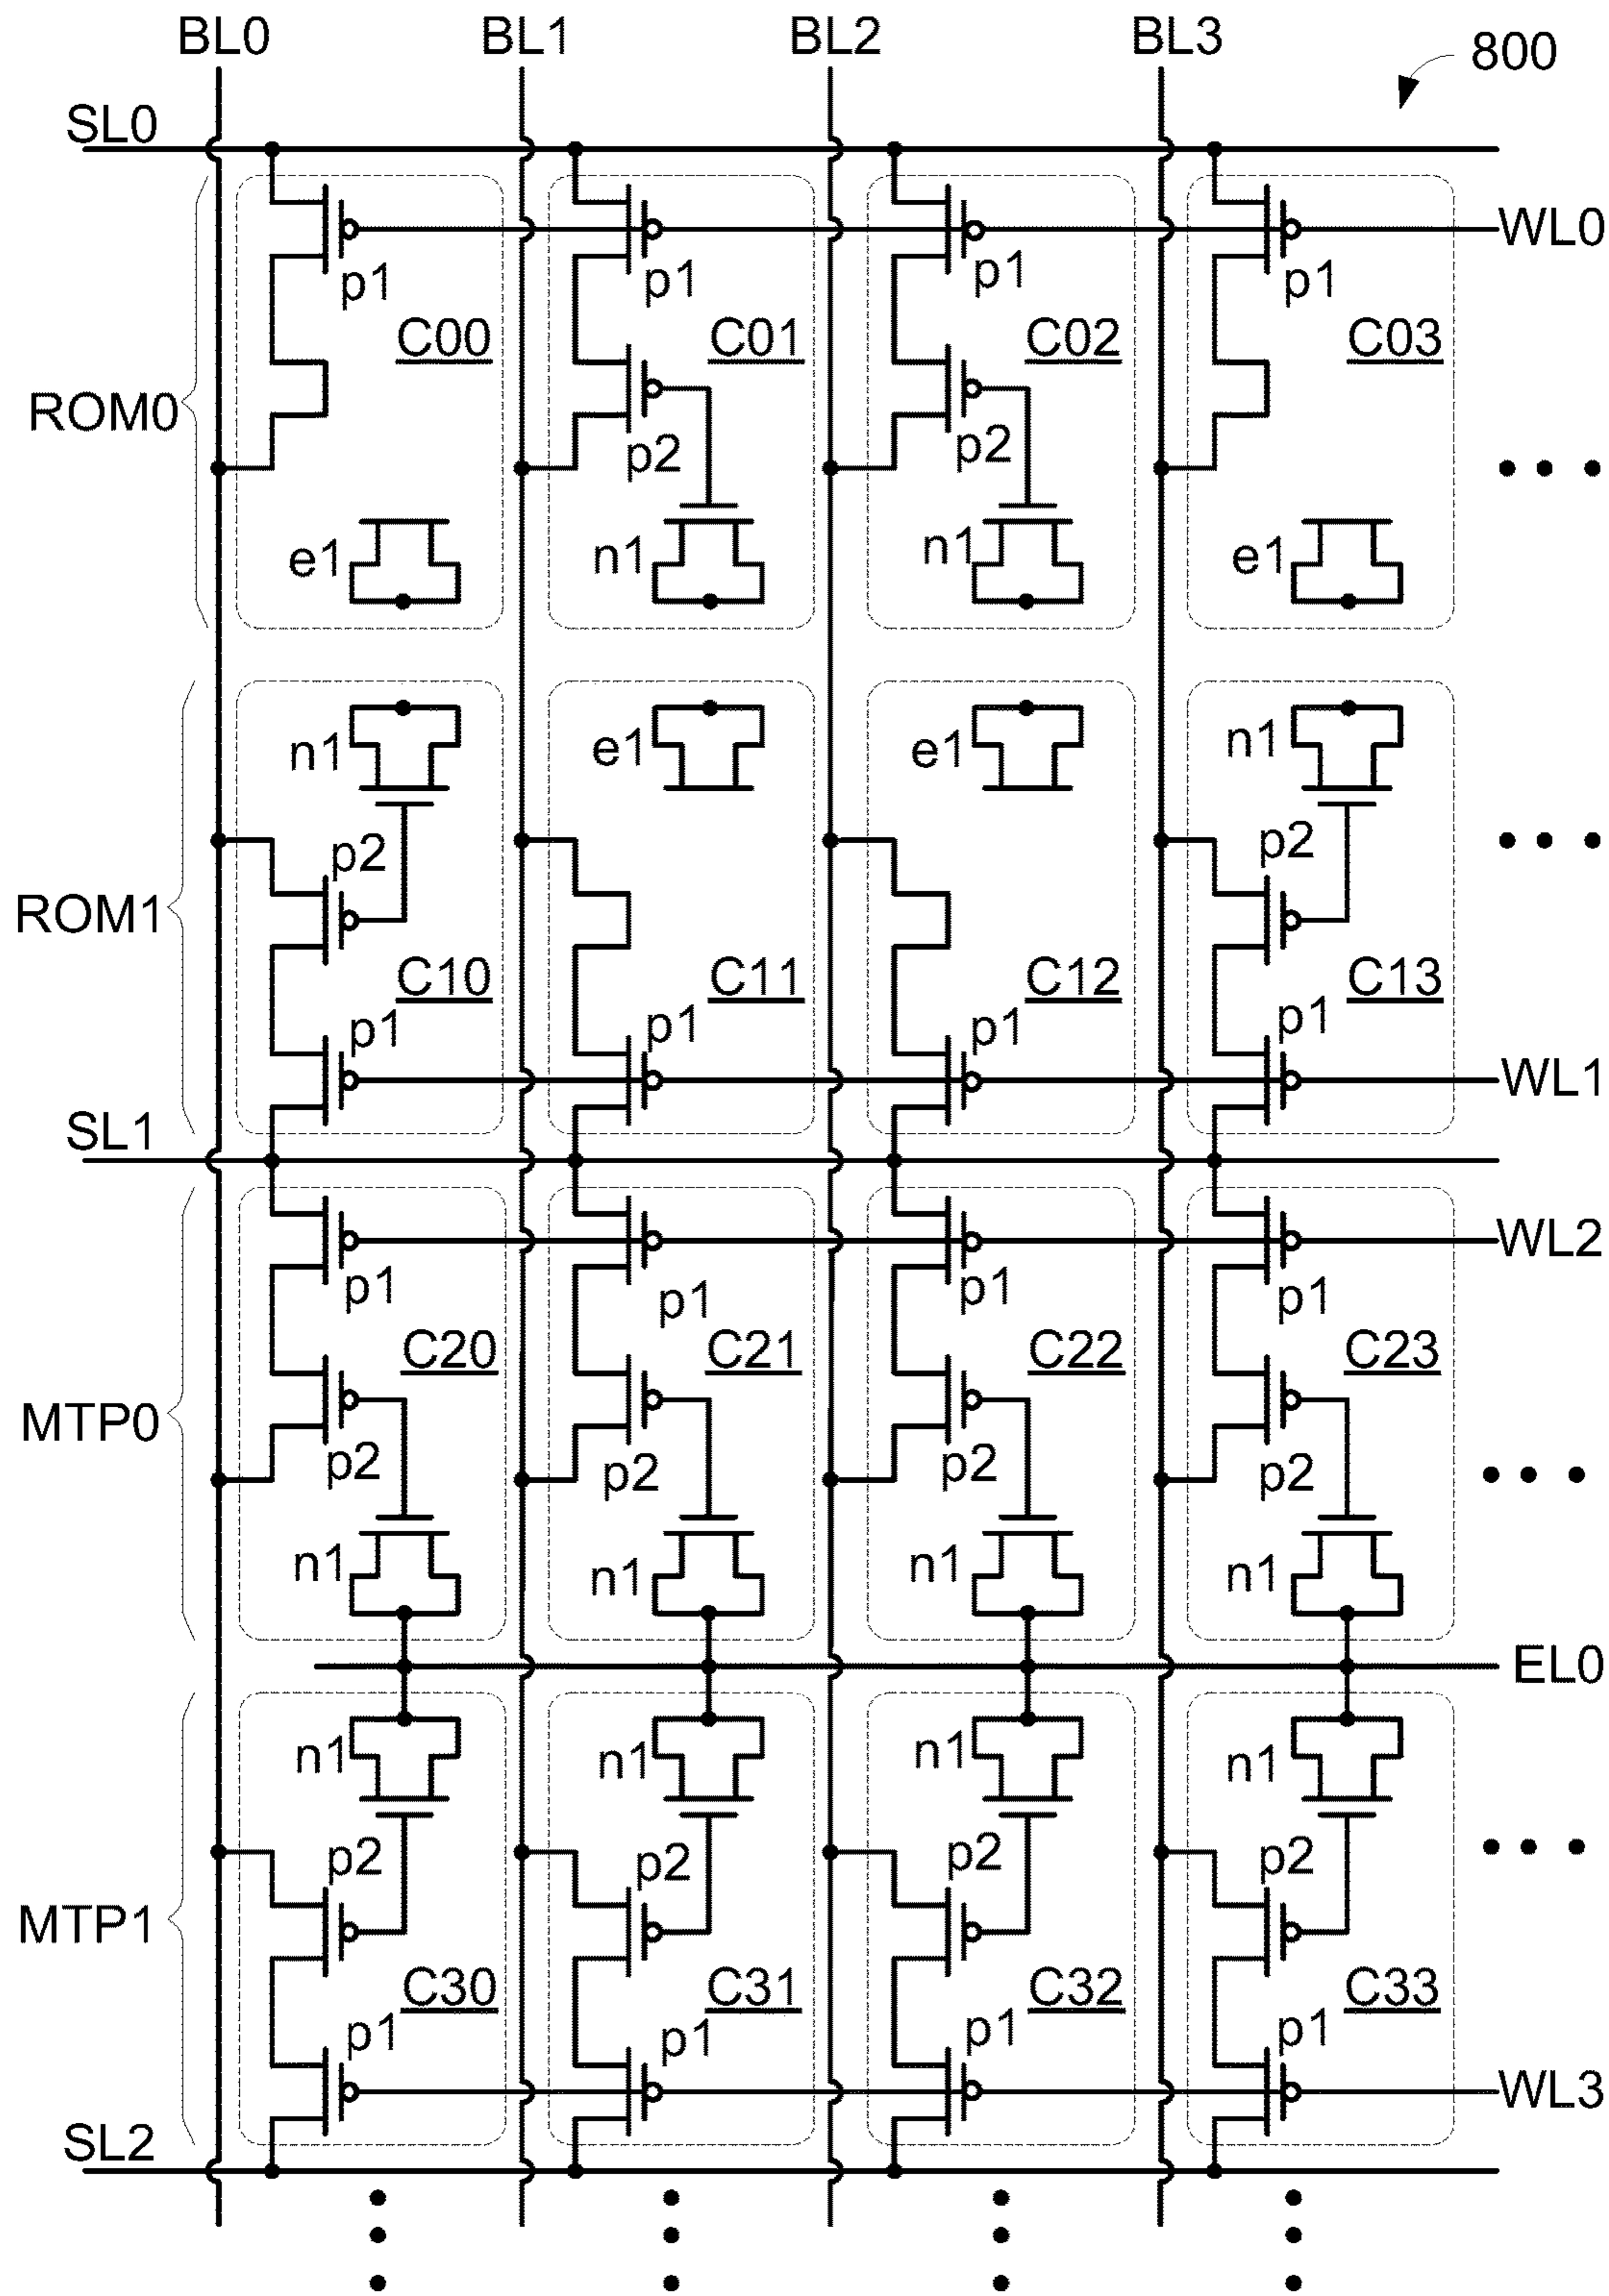 BL0 BL1 BL2 BL3
800
SL0
WL0
p1 p1 p1 p1
C00 C01 C02 C03
ROM0
p2 p2
e1 n1 n1 e1
n1 e1 e1 n1
p2 p2
ROM1
C10 C11 C12 C13
p1 p1 p1 p1
WL1
SL1
WL2
p1 p1 p1 p1
C20 C21 C22 C23
MTP0
p2 p2 p2 p2
n1 n1 n1 n1
EL0
n1 n1 n1 n1
p2 p2 p2 p2
MTP1
C30 C31 C32 C33
p1 p1 p1 p1
WL3
SL2